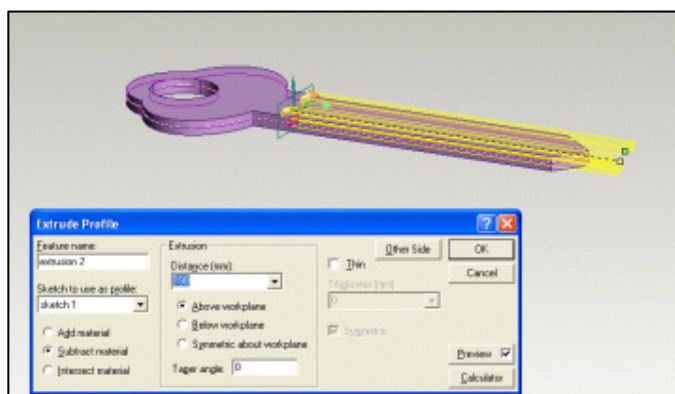 Extrude Profile
Feature name:
extrusion 2
Sketch to use as profile:
sketch 1
Add material
Subtract material
Intersect material
Extrusion
Distance (mm):
Above workplane
Below workplane
Symmetric about workplane
Taper angle: 0
Other Side
Thin
Thickness (mm)
0
Symmetric
OK
Cancel
Preview
Calculator